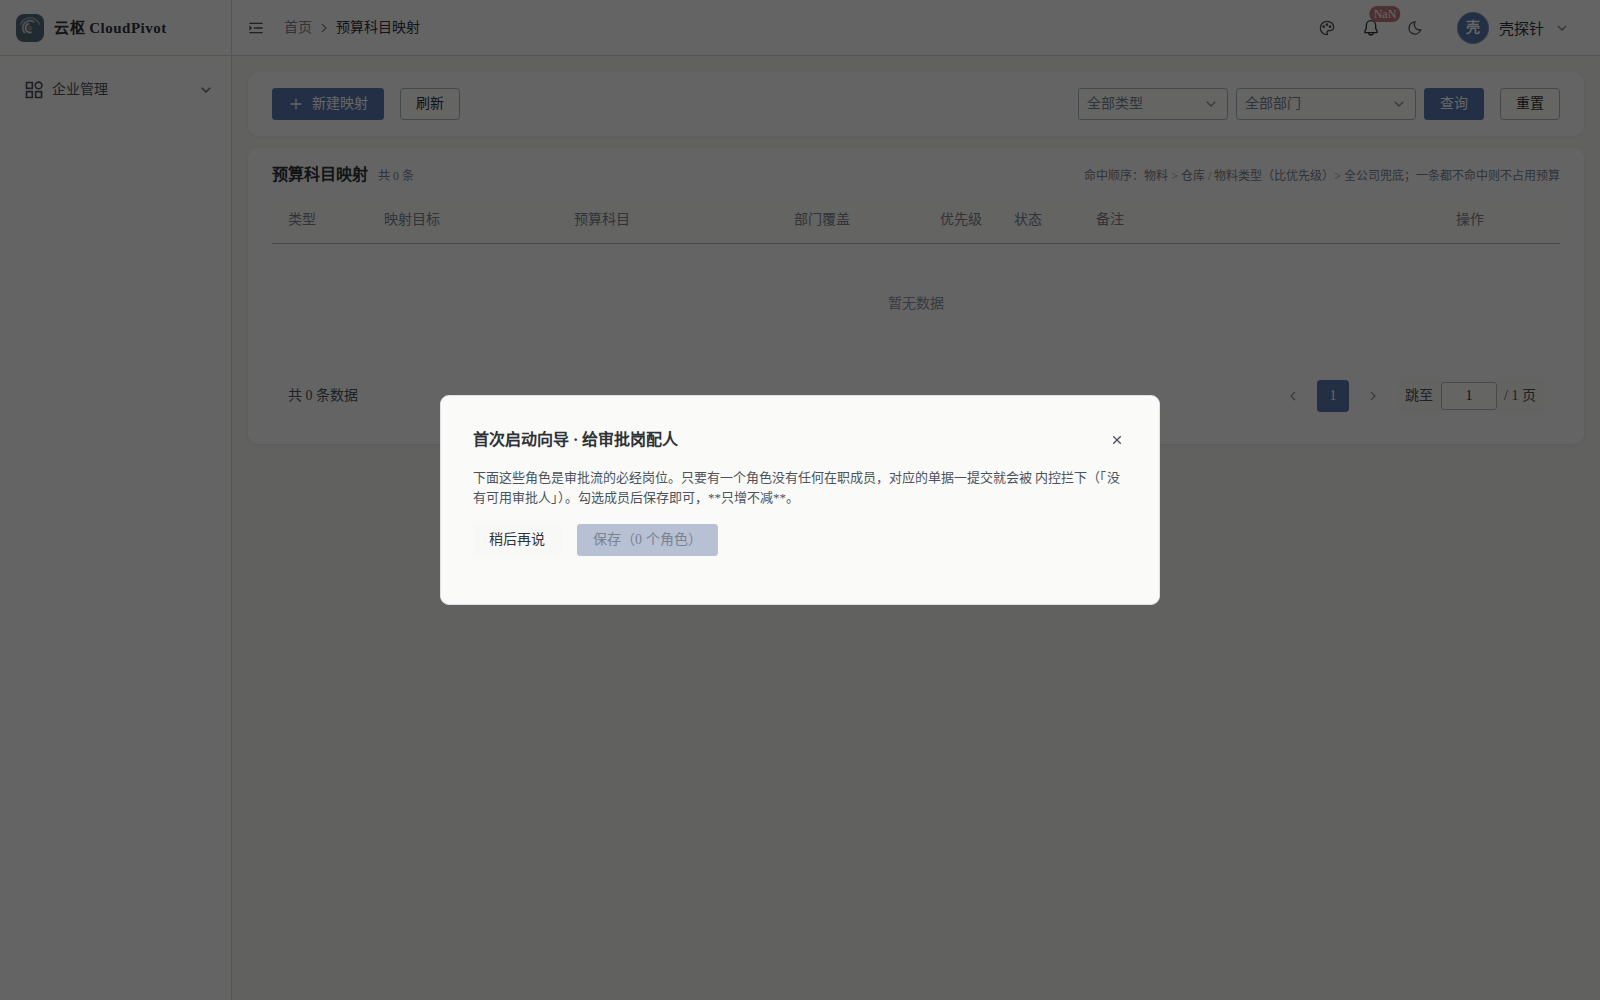 云枢 CloudPivot
首页 > 预算科目映射
NaN
壳 壳探针
企业管理
新建映射 刷新 全部类型 全部部门 查询 重置
预算科目映射 共 0 条 命中顺序：物料 > 仓库 / 物料类型（比优先级）> 全公司兜底；一条都不命中则不占用预算
类型 映射目标 预算科目 部门覆盖 优先级 状态 备注 操作
暂无数据
共 0 条数据 1 跳至 1 / 1 页
首次启动向导 · 给审批岗配人
下面这些角色是审批流的必经岗位。只要有一个角色没有任何在职成员，对应的单据一提交就会被 内控拦下（「没
有可用审批人」）。勾选成员后保存即可，**只增不减**。
稍后再说 保存（0 个角色）